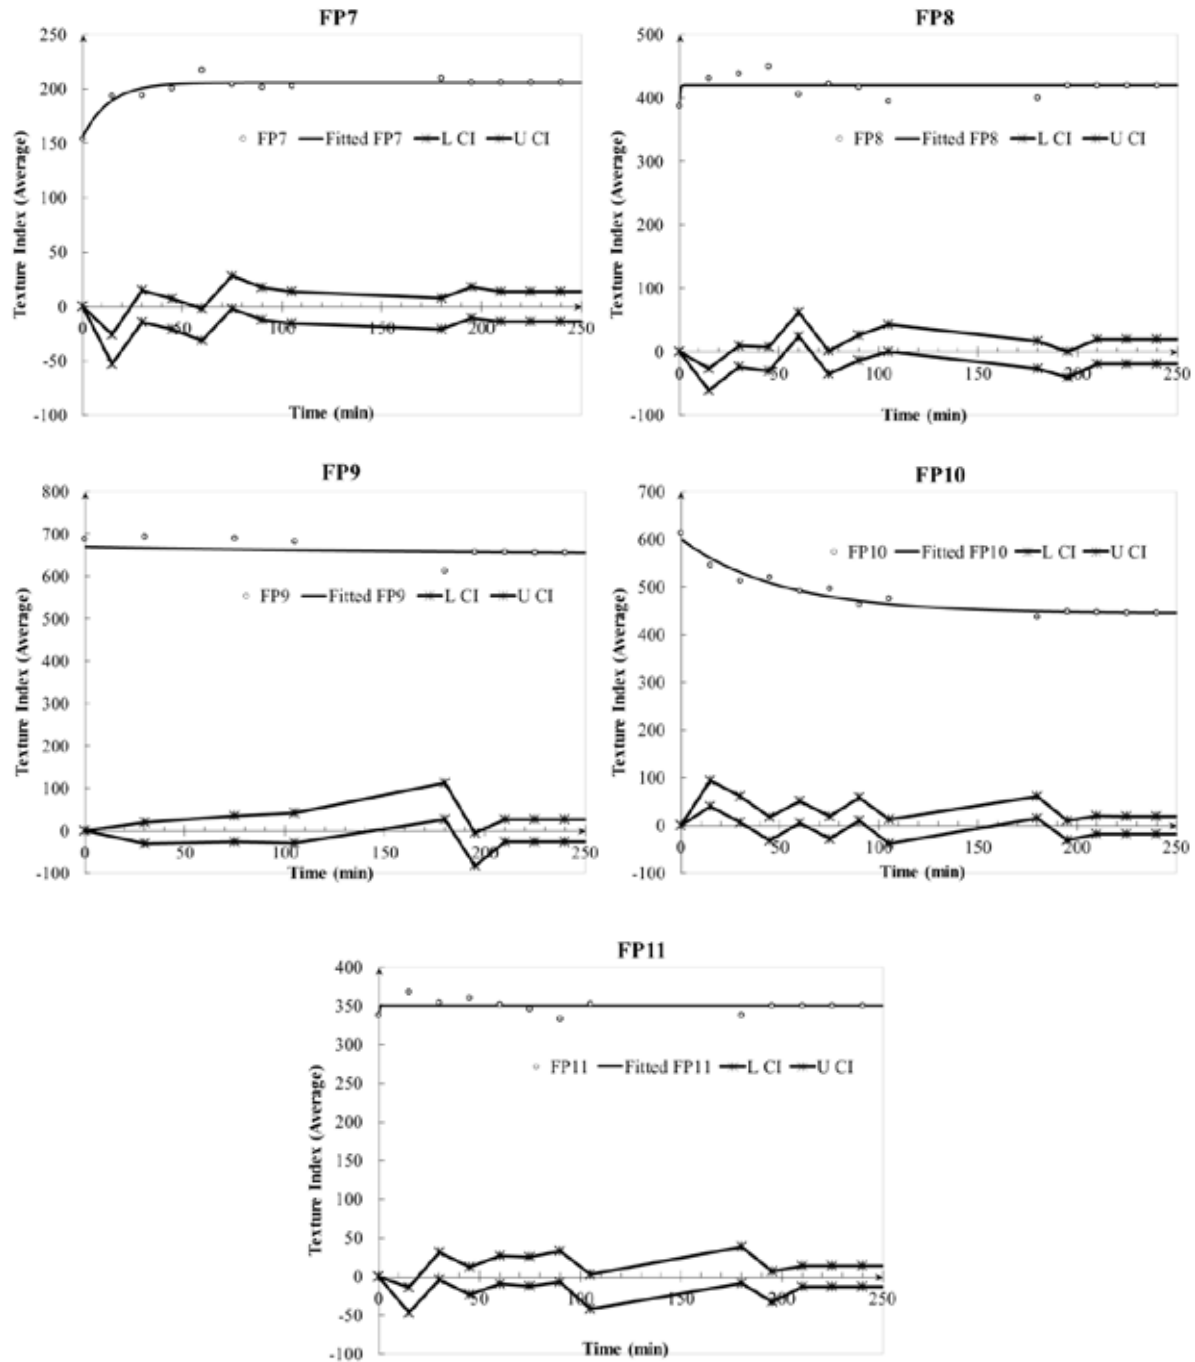 FP7
250
200
150
100
50
0
-50
-100
0 50 100 150 200 250
Texture Index (Average)
Time (min)
FP7 Fitted FP7 L CI U CI
FP8
500
400
300
200
100
0
-100
0 50 100 150 200 250
Texture Index (Average)
Time (min)
FP8 Fitted FP8 L CI U CI
FP9
800
700
600
500
400
300
200
100
0
-100
0 50 100 150 200 250
Texture Index (Average)
Time (min)
FP9 Fitted FP9 L CI U CI
FP10
700
600
500
400
300
200
100
0
-100
0 50 100 150 200 250
Texture Index (Average)
Time (min)
FP10 Fitted FP10 L CI U CI
FP11
400
350
300
250
200
150
100
50
0
-50
-100
0 50 100 150 200 250
Texture Index (Average)
Time (min)
FP11 Fitted FP11 L CI U CI